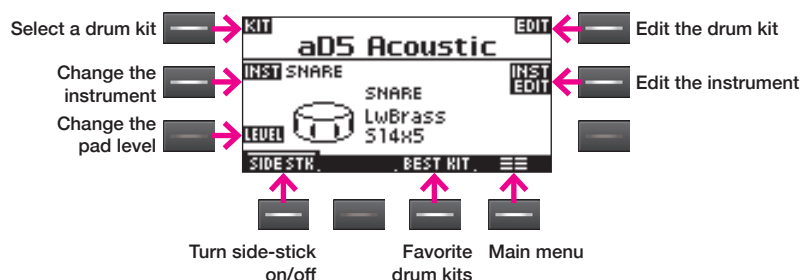 Select a drum kit
KIT
EDIT
Edit the drum kit
aD5 Acoustic
Change the
instrument
INST SNARE
INST
EDIT
Edit the instrument
SNARE
LwBrass
S14x5
Change the
pad level
LEVEL
SIDE STK
BEST KIT
Turn side-stick
on/off
Favorite
drum kits
Main menu